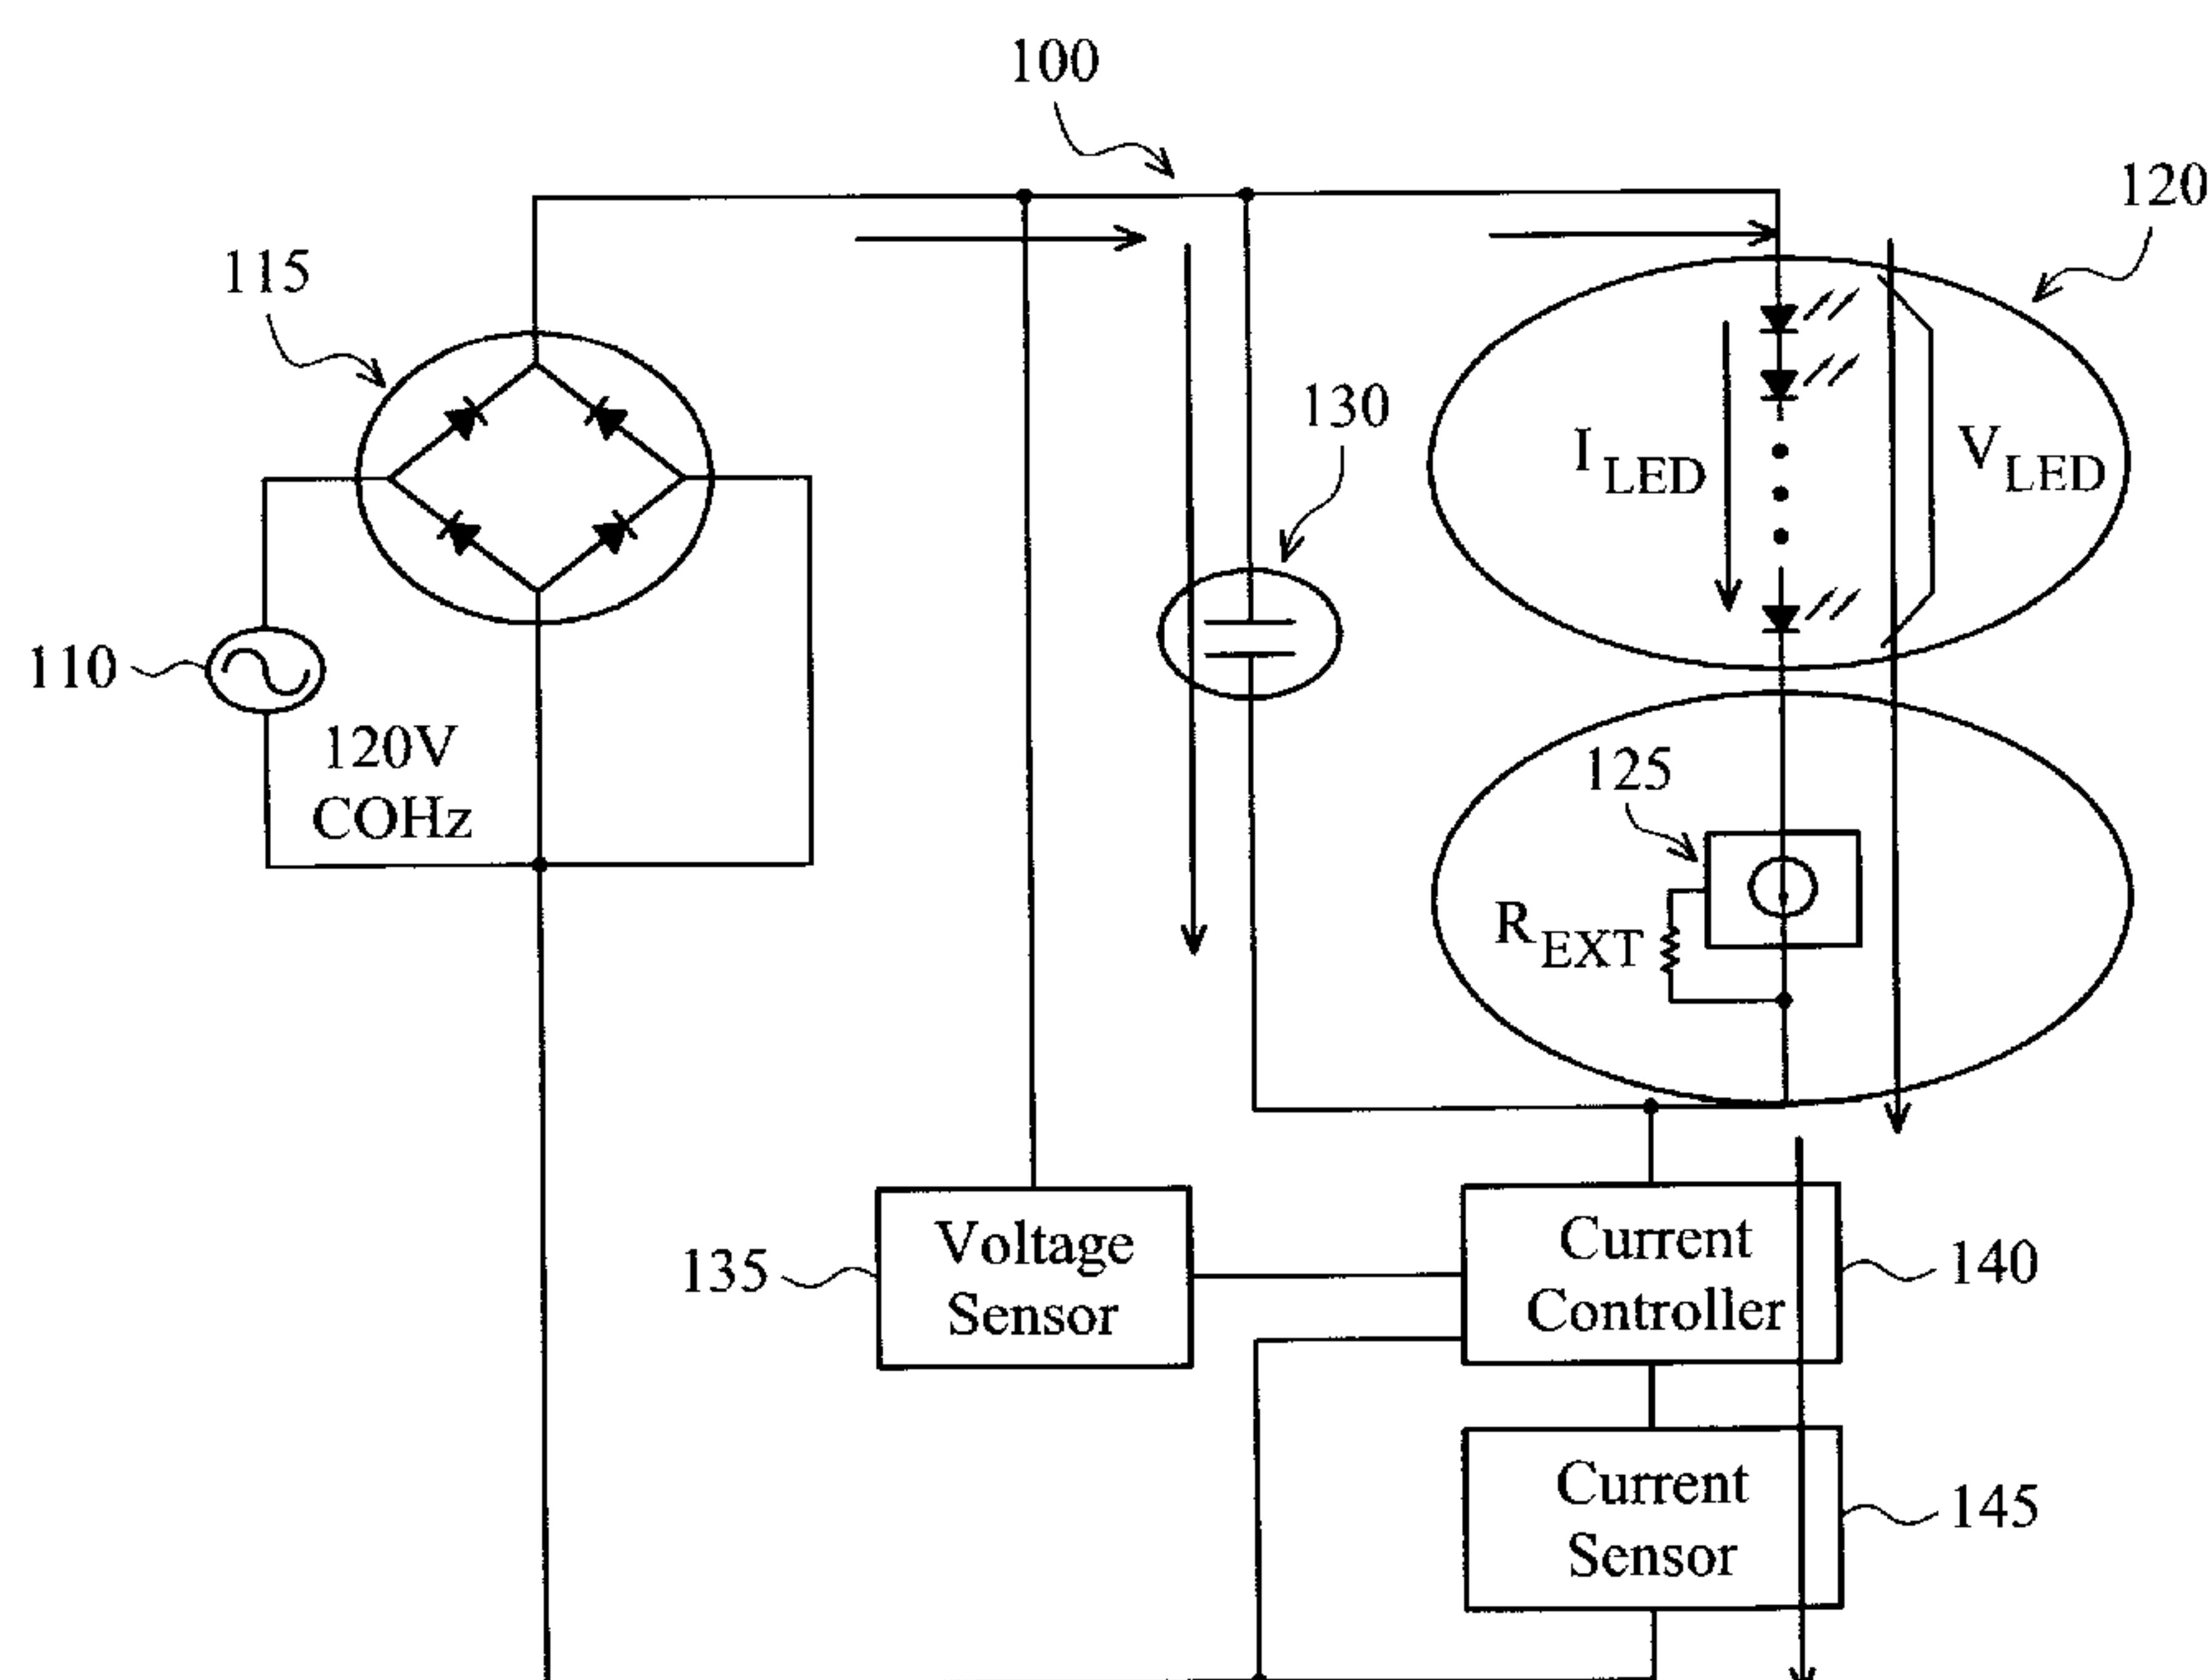 100
120
115
130
I LED
V LED
110
120V
COHz
125
R EXT
Voltage
Sensor
135
Current
Controller
140
Current
Sensor
145